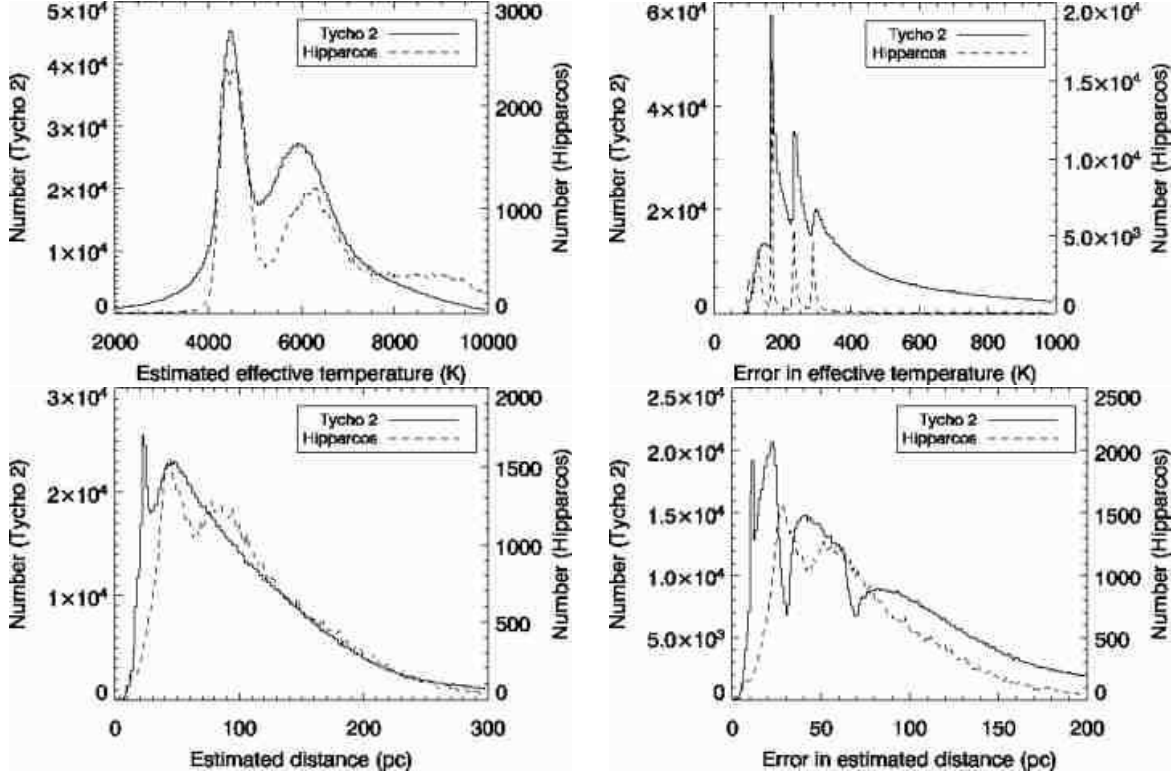 5×10⁴
4×10⁴
3×10⁴
2×10⁴
1×10⁴
0
Number (Tycho 2)
3000
2000
1000
0
Number (Hipparcos)
Tycho 2
Hipparcos
2000 4000 6000 8000 10000
Estimated effective temperature (K)
6×10⁴
4×10⁴
2×10⁴
0
Number (Tycho 2)
2.0×10⁴
1.5×10⁴
1.0×10⁴
5.0×10³
0
Number (Hipparcos)
Tycho 2
Hipparcos
0 200 400 600 800 1000
Error in effective temperature (K)
3×10⁴
2×10⁴
1×10⁴
0
Number (Tycho 2)
2000
1500
1000
500
0
Number (Hipparcos)
Tycho 2
Hipparcos
0 100 200 300
Estimated distance (pc)
2.5×10⁴
2.0×10⁴
1.5×10⁴
1.0×10⁴
5.0×10³
0
Number (Tycho 2)
2500
2000
1500
1000
500
0
Number (Hipparcos)
Tycho 2
Hipparcos
0 50 100 150 200
Error in estimated distance (pc)